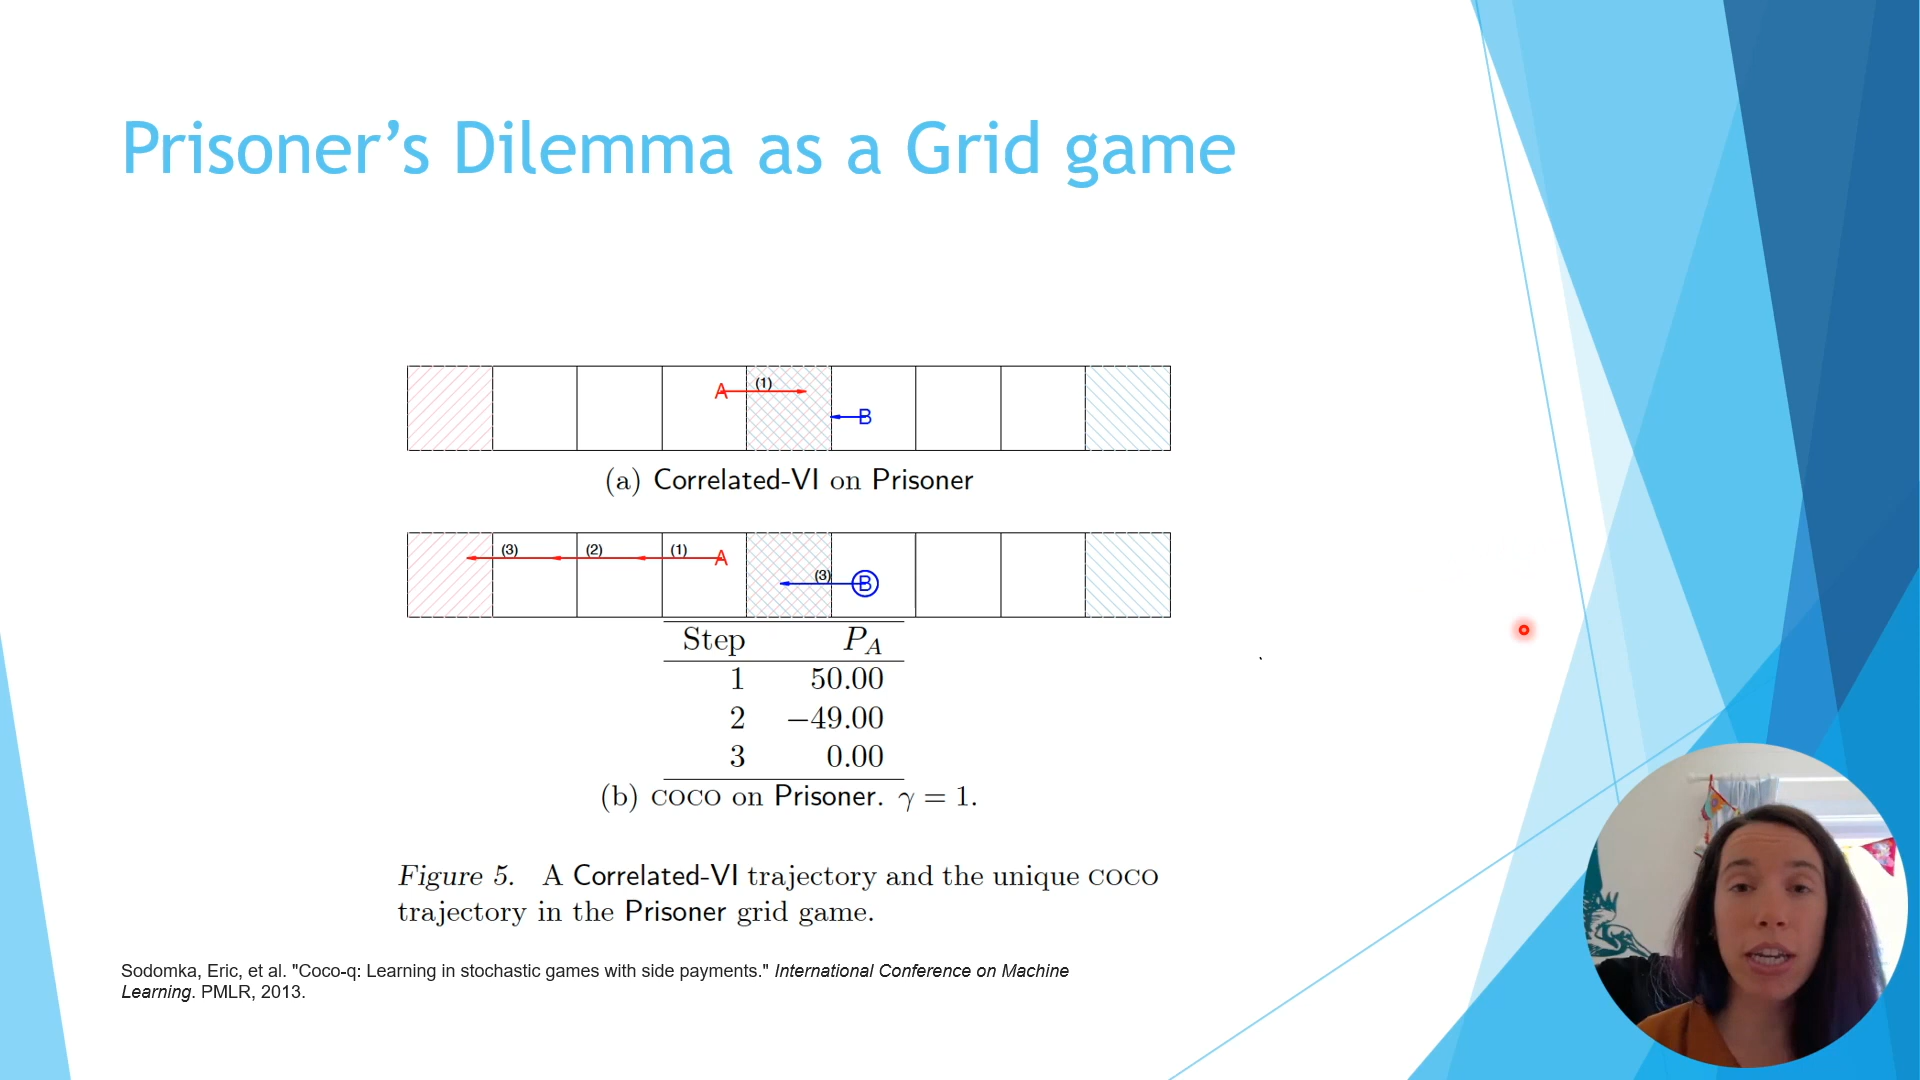 Prisoner's Dilemma as a Grid game
A (1)
B
(a) Correlated-VI on Prisoner
(3) (2) (1) A
(3) B
Step P_A
1 50.00
2 −49.00
3 0.00
(b) COCO on Prisoner. γ = 1.
Figure 5. A Correlated-VI trajectory and the unique COCO
trajectory in the Prisoner grid game.
Sodomka, Eric, et al. "Coco-q: Learning in stochastic games with side payments." International Conference on Machine
Learning. PMLR, 2013.